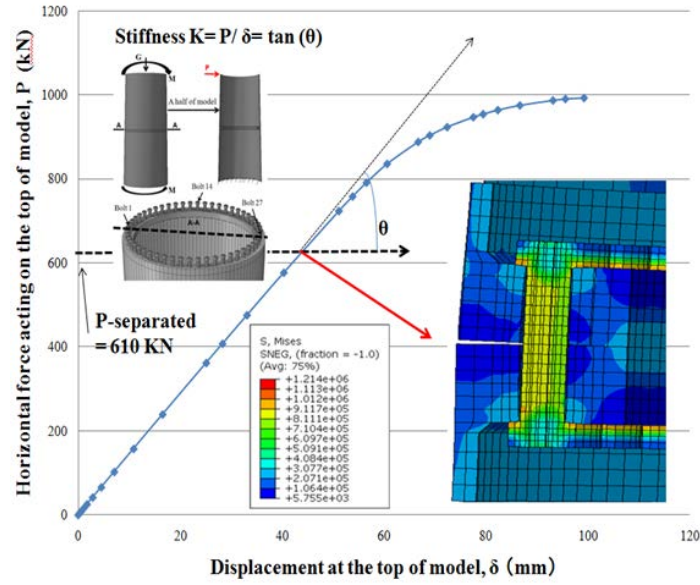 Stiffness K= P/ δ= tan (θ)
G
M
P
A half of model
A
A
M
Bolt 14
Bolt 1
Bolt 27
A-A
θ
P-separated
= 610 KN
S, Mises
SNEG, (fraction = -1.0)
(Avg: 75%)
+1.214e+06
+1.113e+06
+1.012e+06
+9.117e+05
+8.111e+05
+7.104e+05
+6.097e+05
+5.091e+05
+4.084e+05
+3.077e+05
+2.071e+05
+1.064e+05
+5.755e+03
Horizontal force acting on the top of model, P (kN)
1200
1000
800
600
400
200
0
0
20
40
60
80
100
120
Displacement at the top of model, δ (mm)